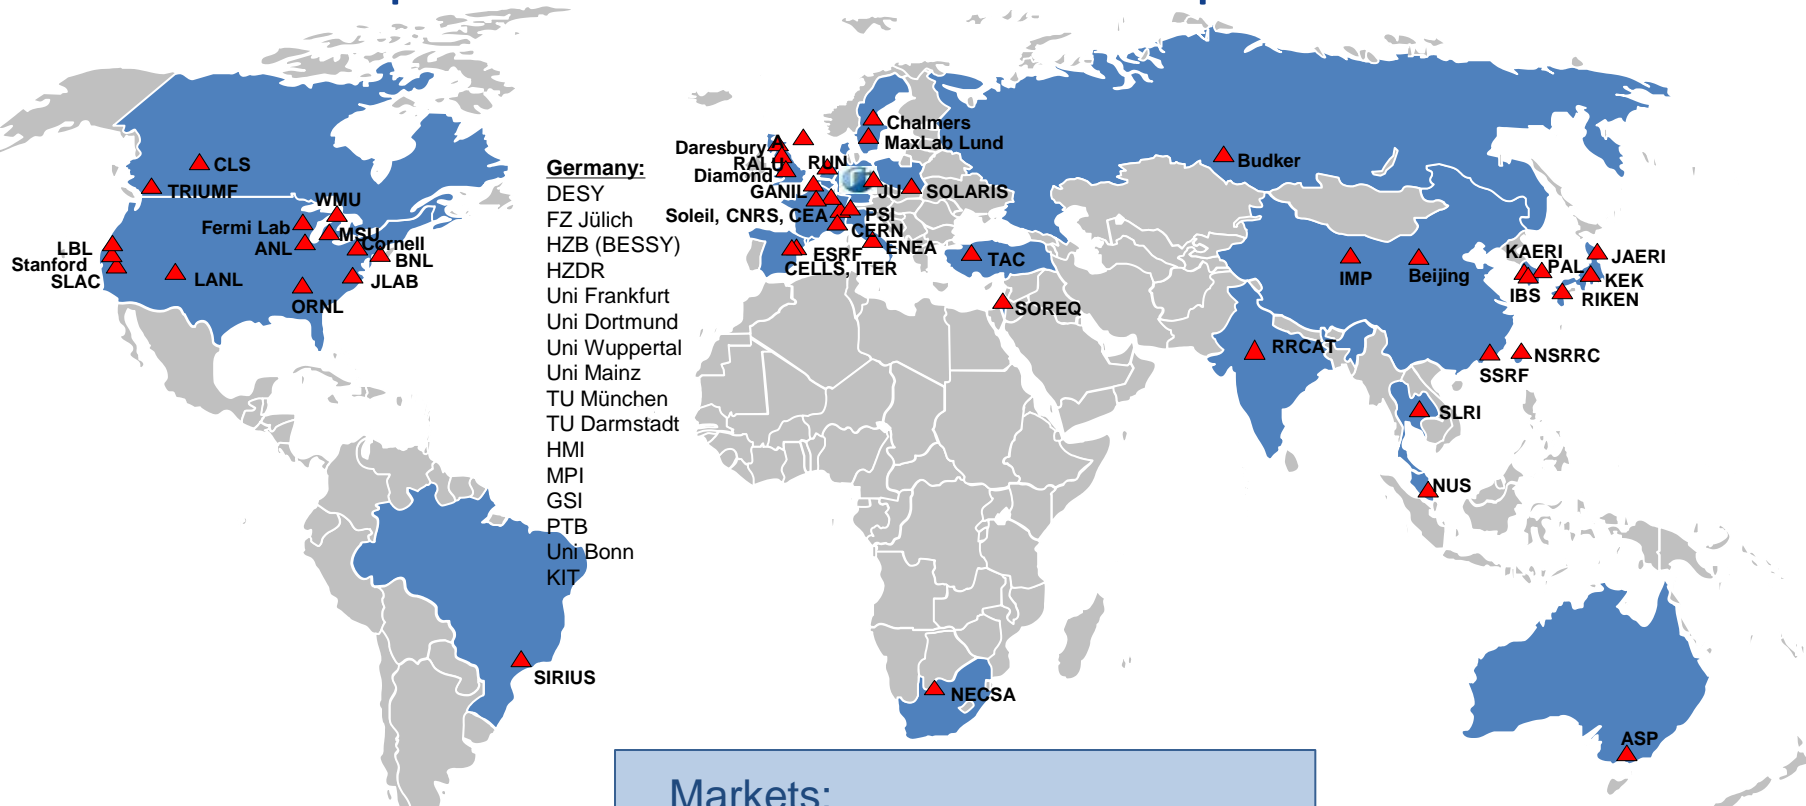 CLS
TRIUMF
WMU
Fermi Lab
MSU
ANL
Cornell
BNL
LBL
Stanford
SLAC
LANL
JLAB
ORNL
SIRIUS
Germany:
DESY
FZ Jülich
HZB (BESSY)
HZDR
Uni Frankfurt
Uni Dortmund
Uni Wuppertal
Uni Mainz
TU München
TU Darmstadt
HMI
MPI
GSI
PTB
Uni Bonn
KIT
Chalmers
MaxLab Lund
Daresbury
RAL
RUN
Diamond
GANIL
JU
SOLARIS
Soleil, CNRS, CEA
PSI
CERN
ENEA
ESRF
CELLS, ITER
TAC
SOREQ
NECSA
Budker
IMP
Beijing
KAERI
PAL
IBS
JAERI
KEK
RIKEN
RRCAT
NSRRC
SSRF
SLRI
NUS
ASP
Markets: